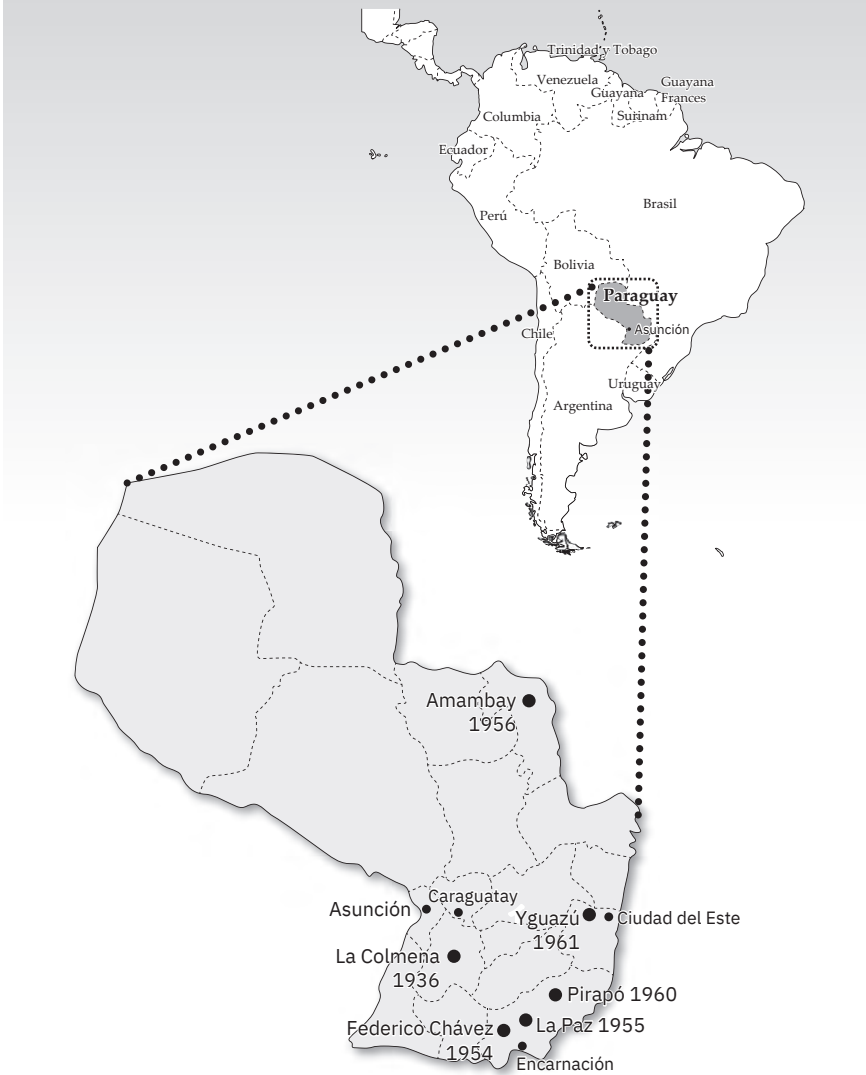 Trinidad y Tobago
Venezuela
Guayana
Guayana
Frances
Surinam
Columbia
Ecuador
Perú
Brasil
Bolivia
Paraguay
Asunción
Chile
Uruguay
Argentina
Amambay
1956
Asunción
Caraguatay
Yguazú
1961
Ciudad del Este
La Colmena
1936
Pirapó 1960
La Paz 1955
Federico Chávez
1954
Encarnación